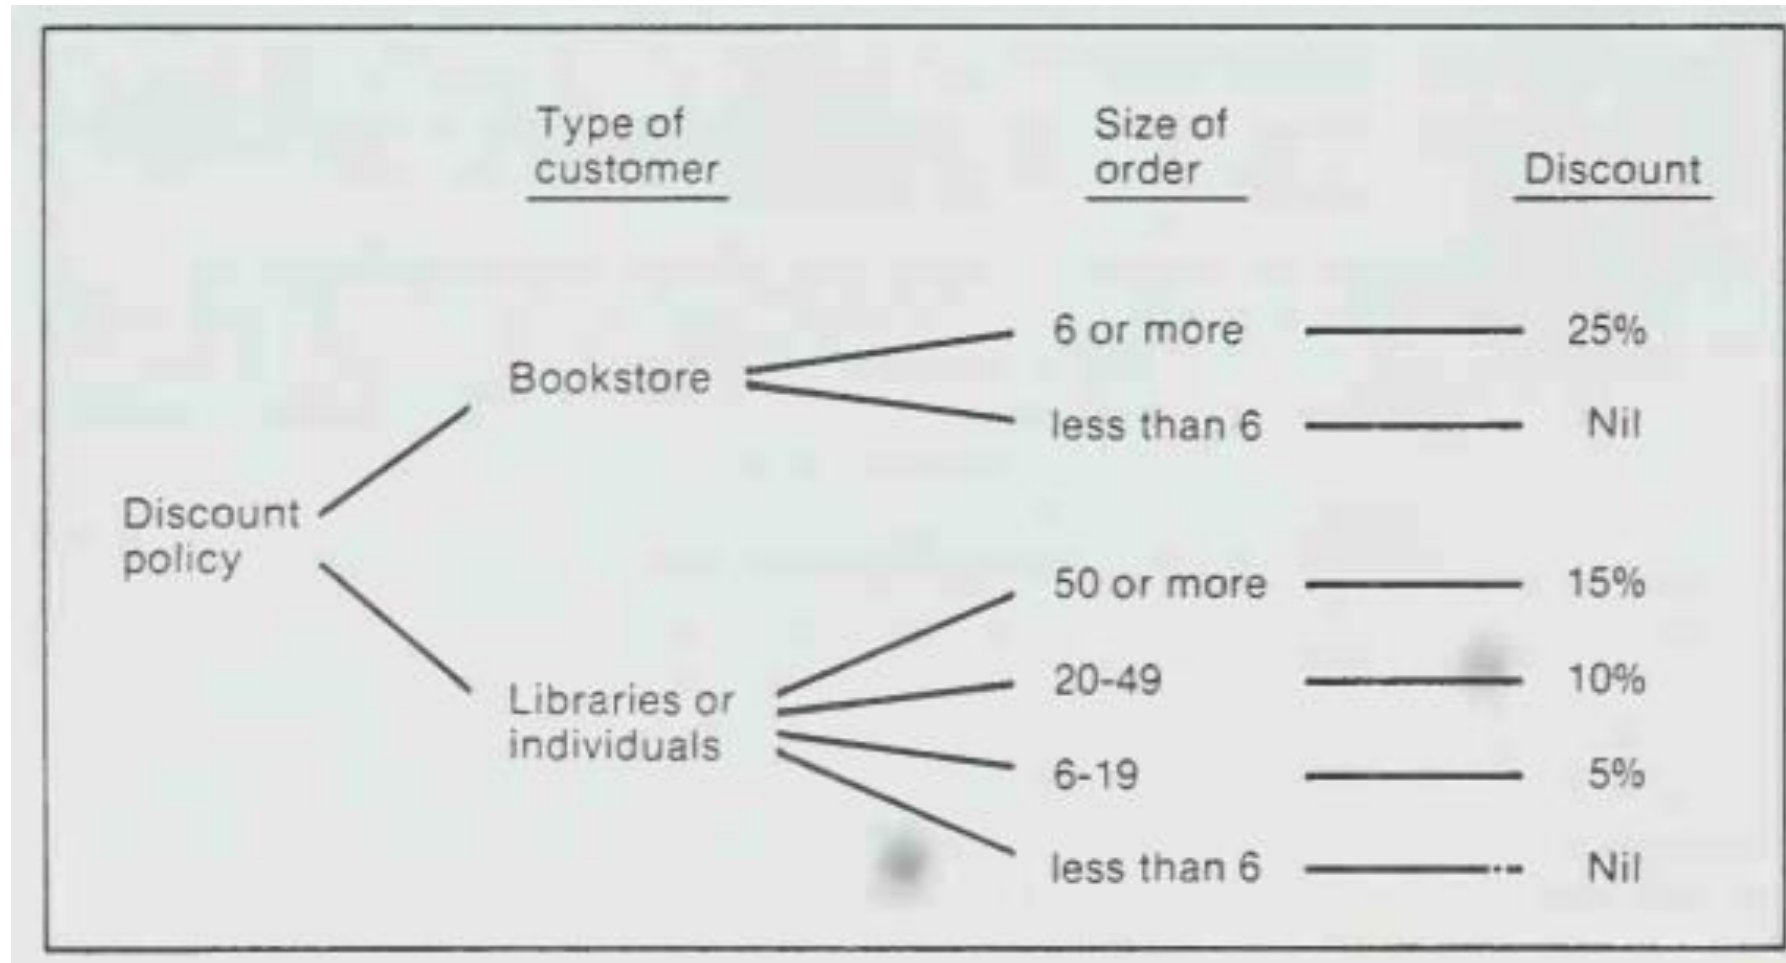 Type of
customer
Size of
order
Discount
6 or more
25%
Bookstore
less than 6
Nil
Discount
policy
50 or more
15%
20-49
10%
Libraries or
individuals
6-19
5%
less than 6
Nil